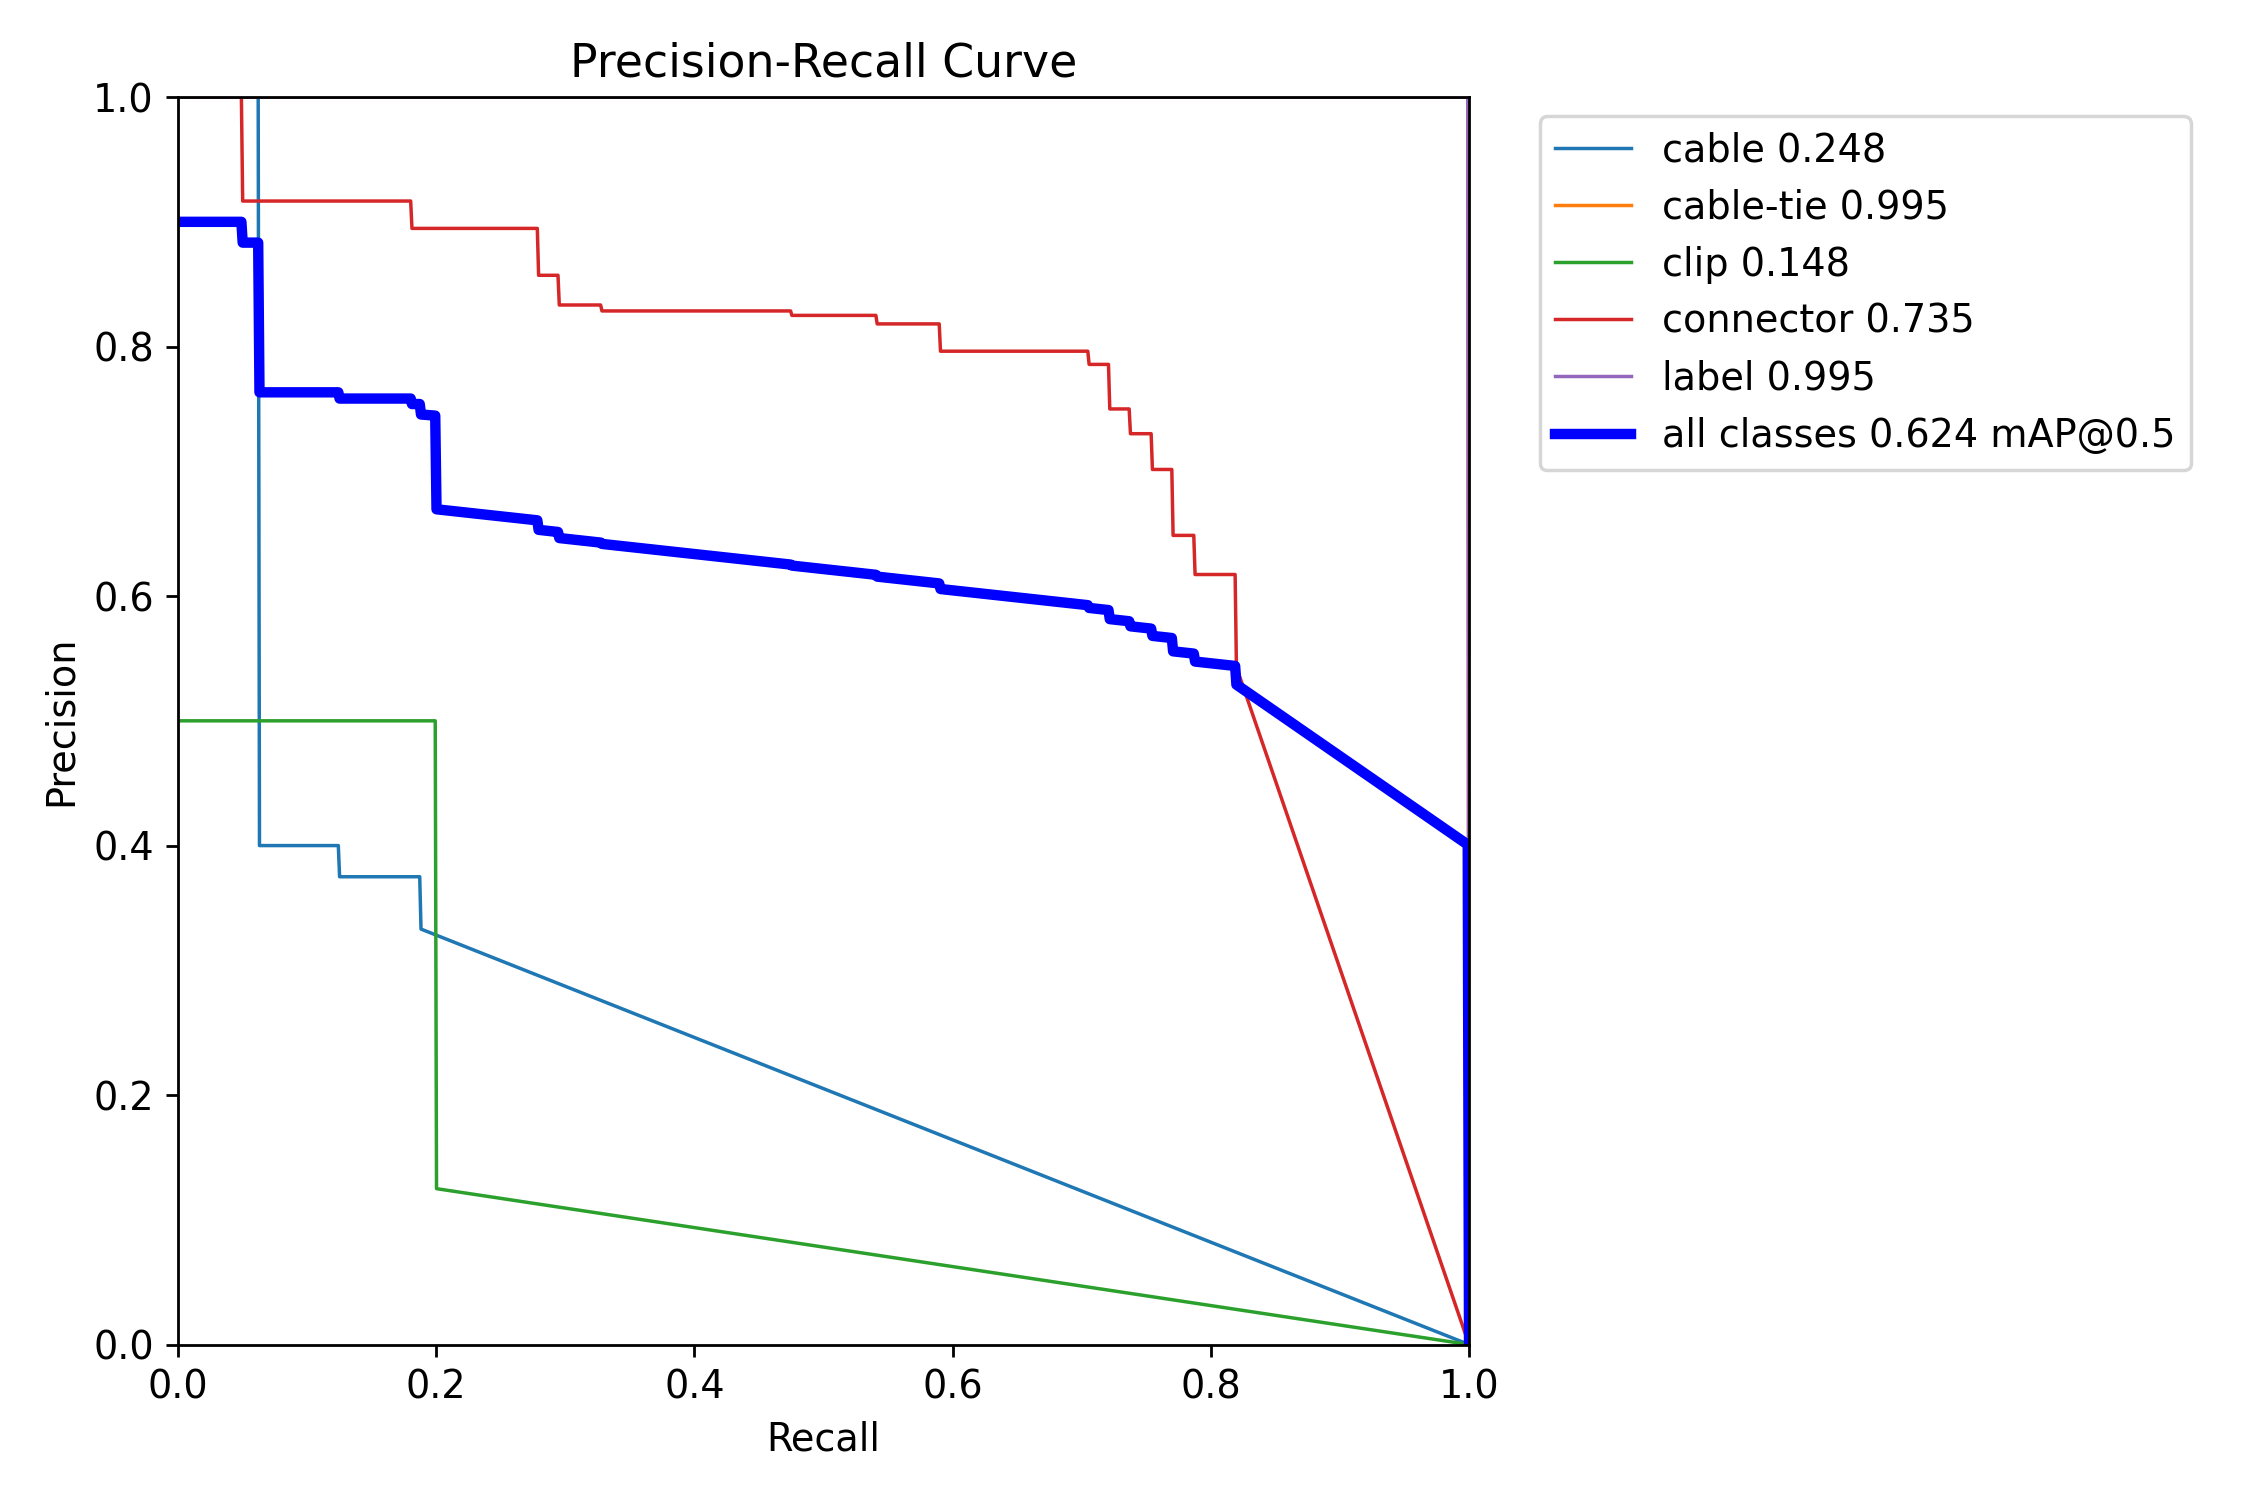 Precision-Recall Curve
1.0
0.8
0.6
0.4
0.2
0.0
Precision
0.0 0.2 0.4 0.6 0.8 1.0
Recall
cable 0.248
cable-tie 0.995
clip 0.148
connector 0.735
label 0.995
all classes 0.624 mAP@0.5